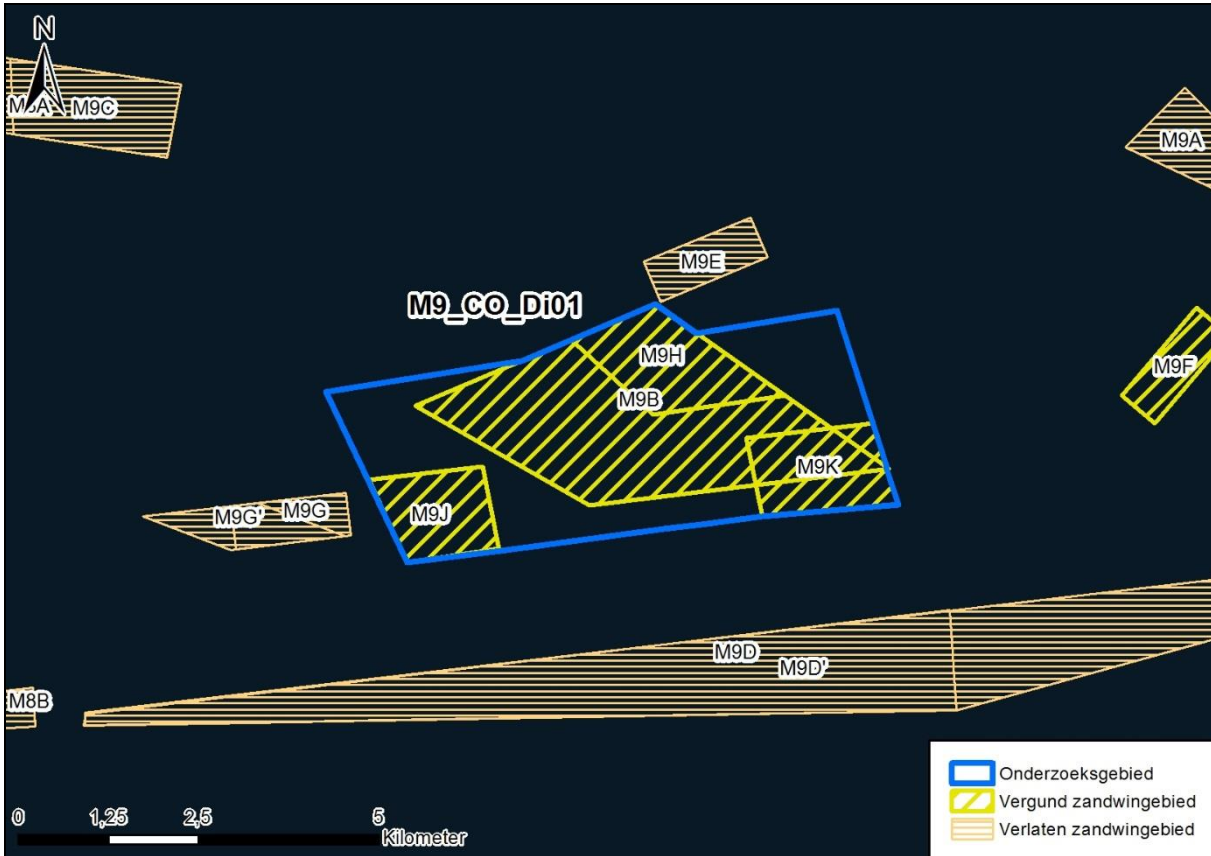 N
M8A
M9C
M9A
M9E
M9_CO_Di01
M9H
M9F
M9B
M9K
M9G'
M9G
M9J
M9D
M9D'
M8B
0
1,25
2,5
5
Kilometer
Onderzoeksgebied
Vergund zandwingebied
Verlaten zandwingebied